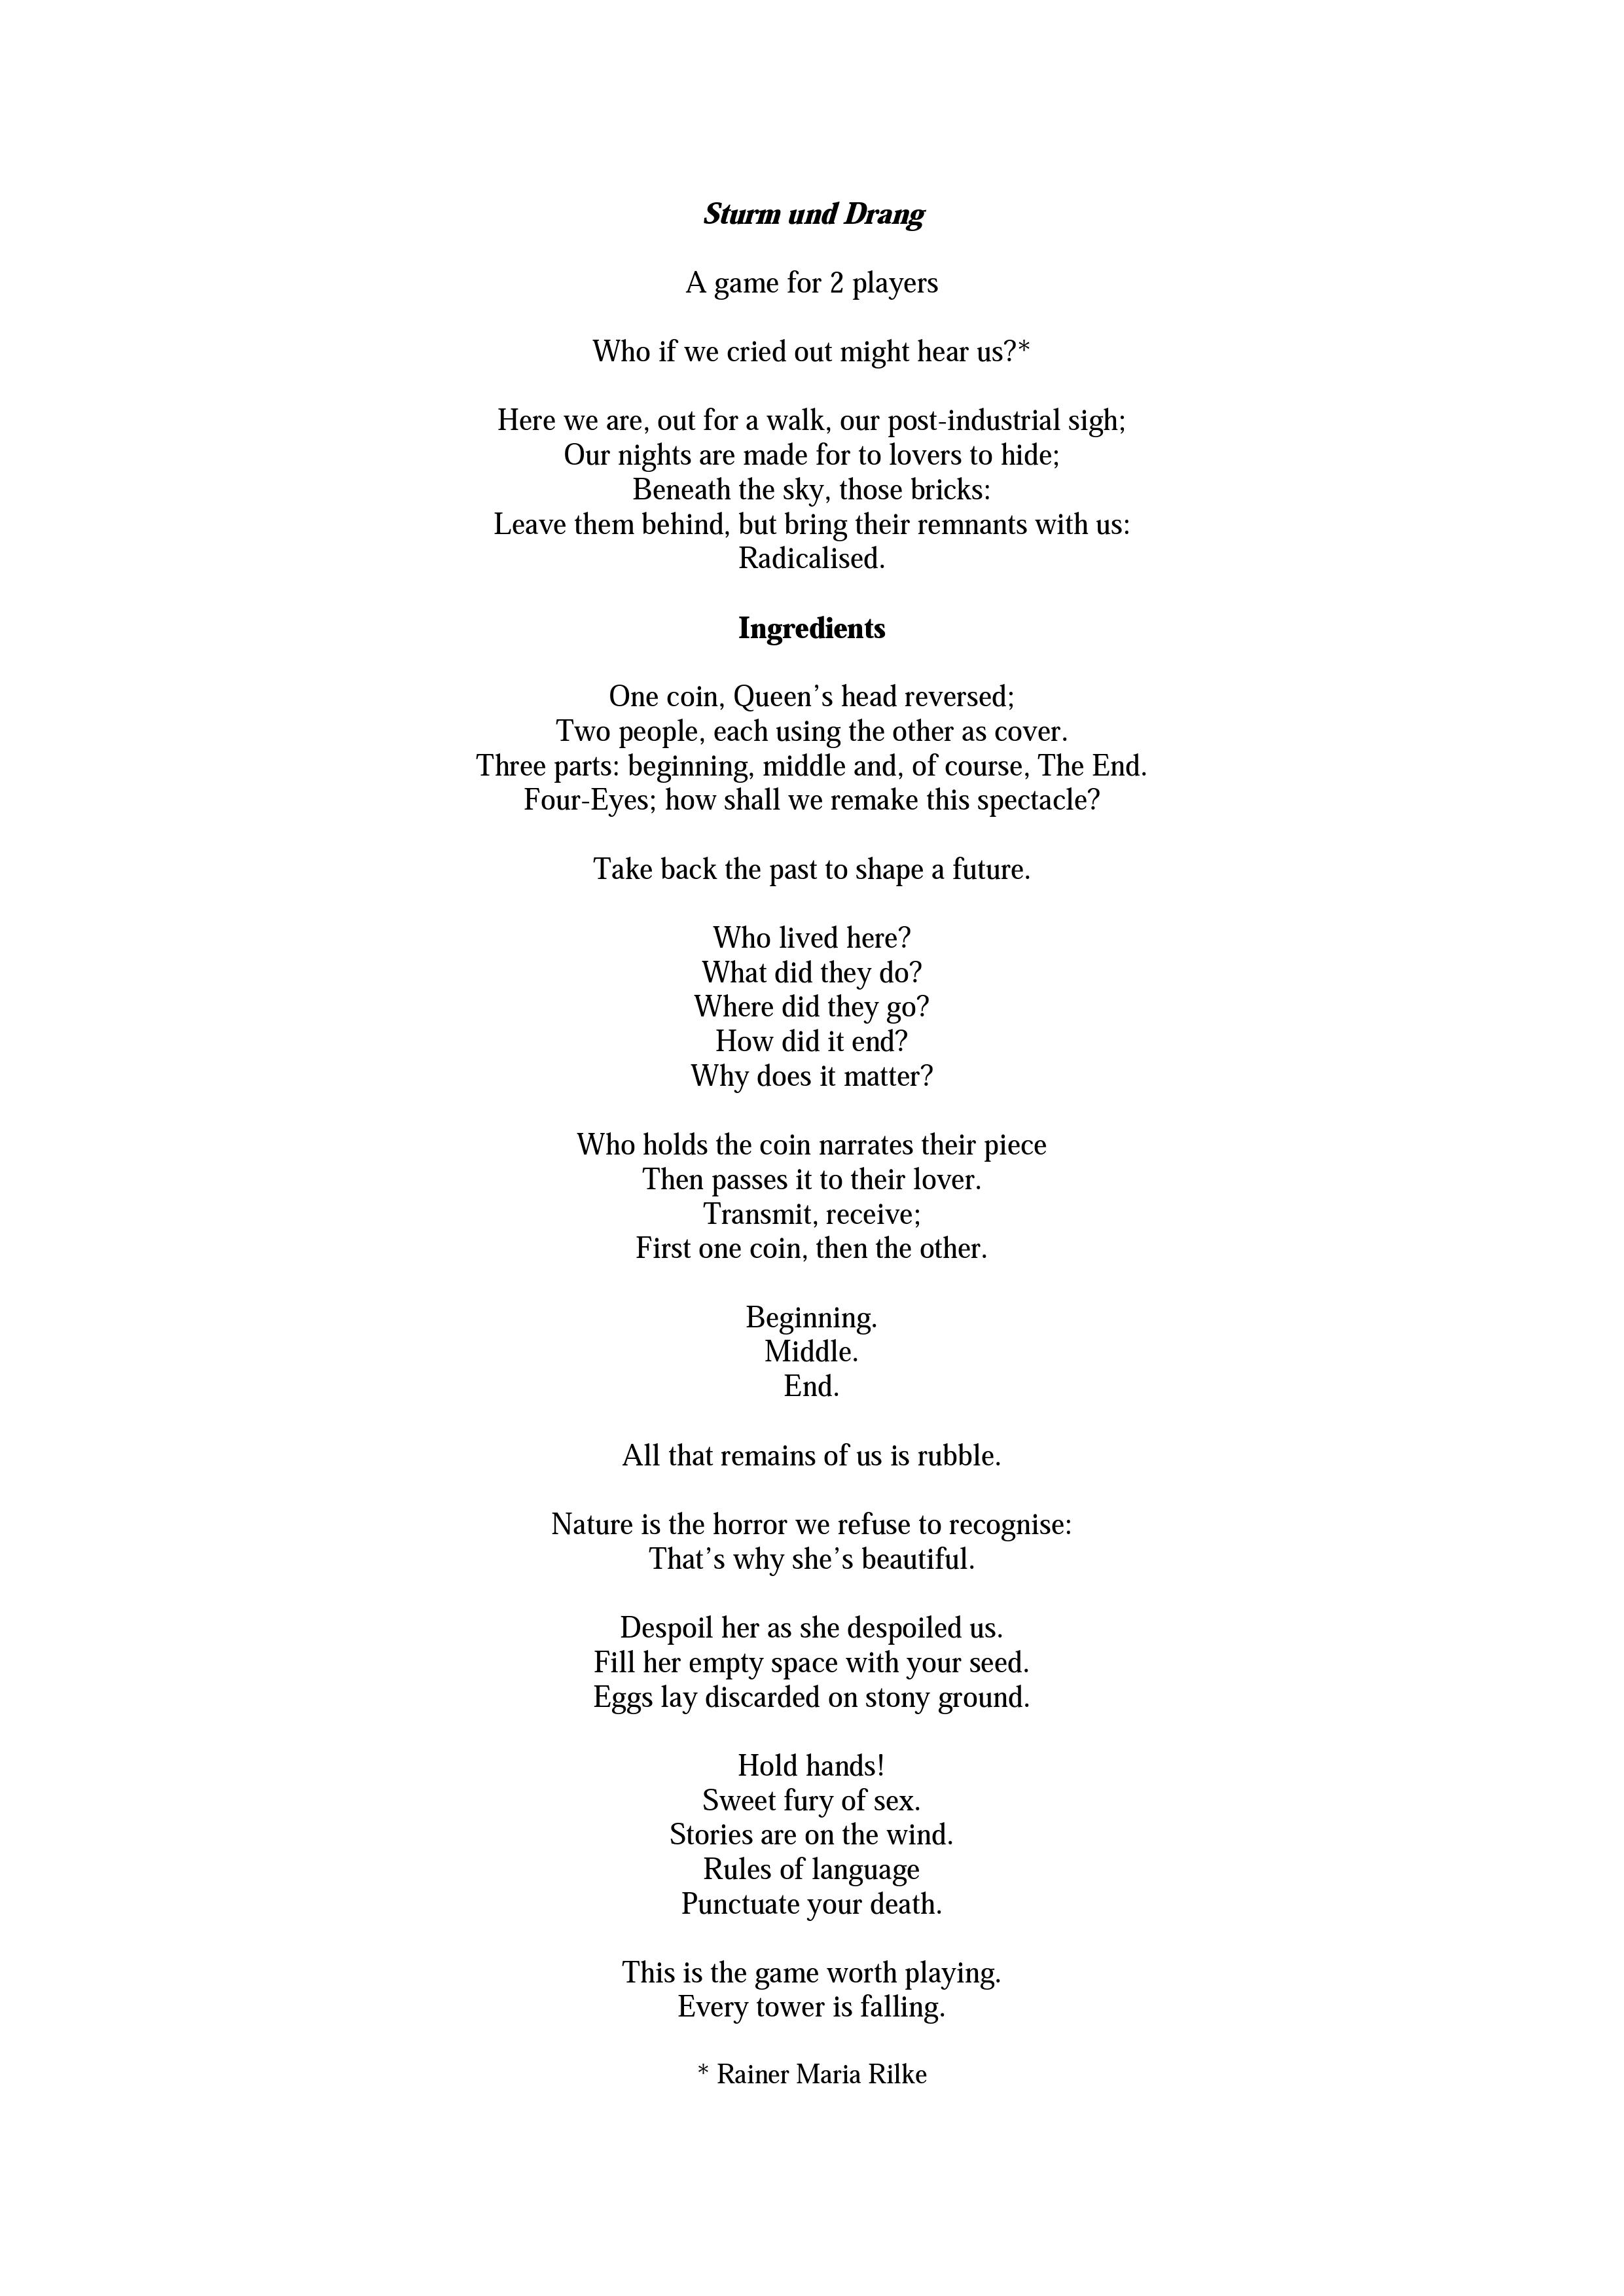 Sturm und Drang
A game for 2 players
Who if we cried out might hear us?*
Here we are, out for a walk, our post-industrial sigh;
Our nights are made for to lovers to hide;
Beneath the sky, those bricks:
Leave them behind, but bring their remnants with us:
Radicalised.
Ingredients
One coin, Queen’s head reversed;
Two people, each using the other as cover.
Three parts: beginning, middle and, of course, The End.
Four-Eyes; how shall we remake this spectacle?
Take back the past to shape a future.
Who lived here?
What did they do?
Where did they go?
How did it end?
Why does it matter?
Who holds the coin narrates their piece
Then passes it to their lover.
Transmit, receive;
First one coin, then the other.
Beginning.
Middle.
End.
All that remains of us is rubble.
Nature is the horror we refuse to recognise:
That’s why she’s beautiful.
Despoil her as she despoiled us.
Fill her empty space with your seed.
Eggs lay discarded on stony ground.
Hold hands!
Sweet fury of sex.
Stories are on the wind.
Rules of language
Punctuate your death.
This is the game worth playing.
Every tower is falling.
* Rainer Maria Rilke